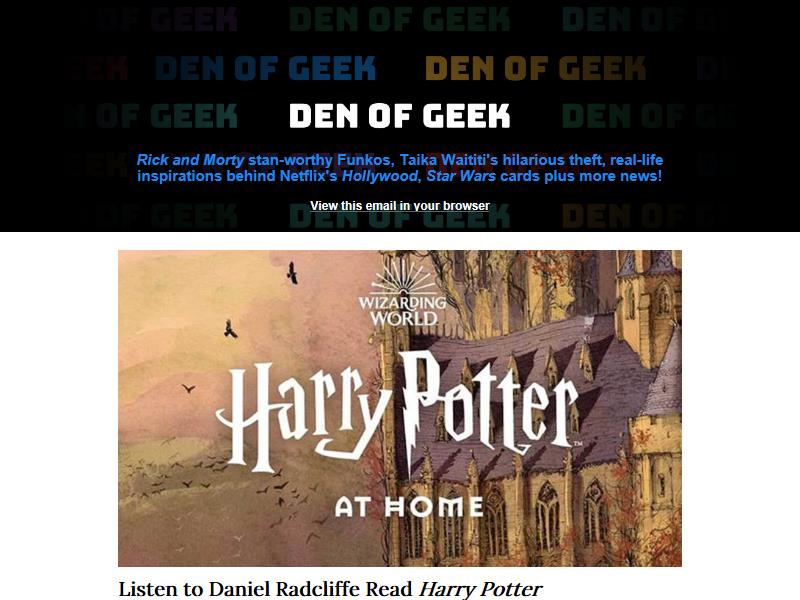 OF GEEK
DEN OF GEEK
DEN OF
GEEK
DEN OF GEEK
DEN OF GEEK
DEN OF GEEK
DEN OF GEEK
DEN OF GEEK
Rick and Morty stan-worthy Funkos, Taika Waititi's hilarious theft, real-life
inspirations behind Netflix's Hollywood, Star Wars cards plus more news!
View this email in your browser
WIZARDING
WORLD
Harry Potter™
AT HOME
Listen to Daniel Radcliffe Read Harry Potter